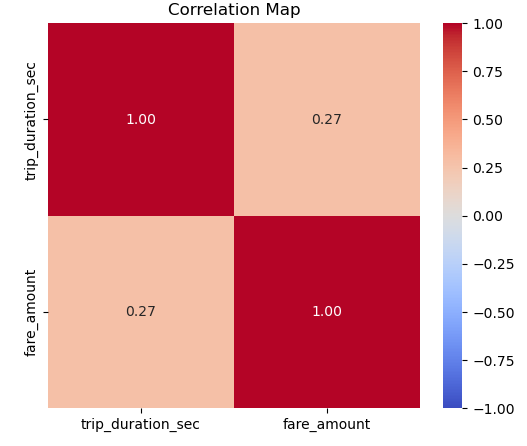 Correlation Map
trip_duration_sec
1.00
0.27
fare_amount
0.27
1.00
trip_duration_sec
fare_amount
1.00
0.75
0.50
0.25
0.00
−0.25
−0.50
−0.75
−1.00